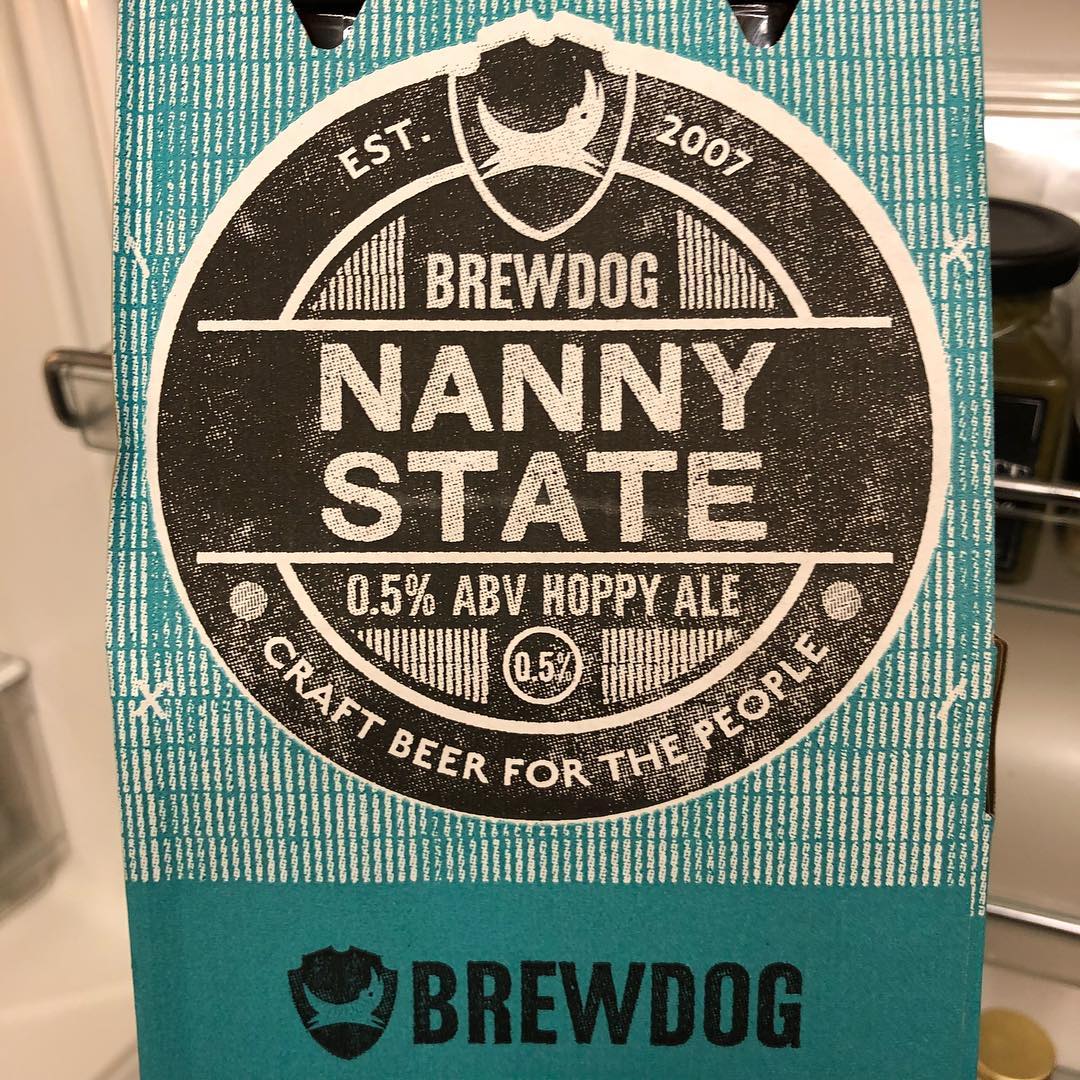 EST. 2007
BREWDOG
NANNY
STATE
0.5% ABV HOPPY ALE
0.5%
CRAFT BEER FOR THE PEOPLE
BREWDOG